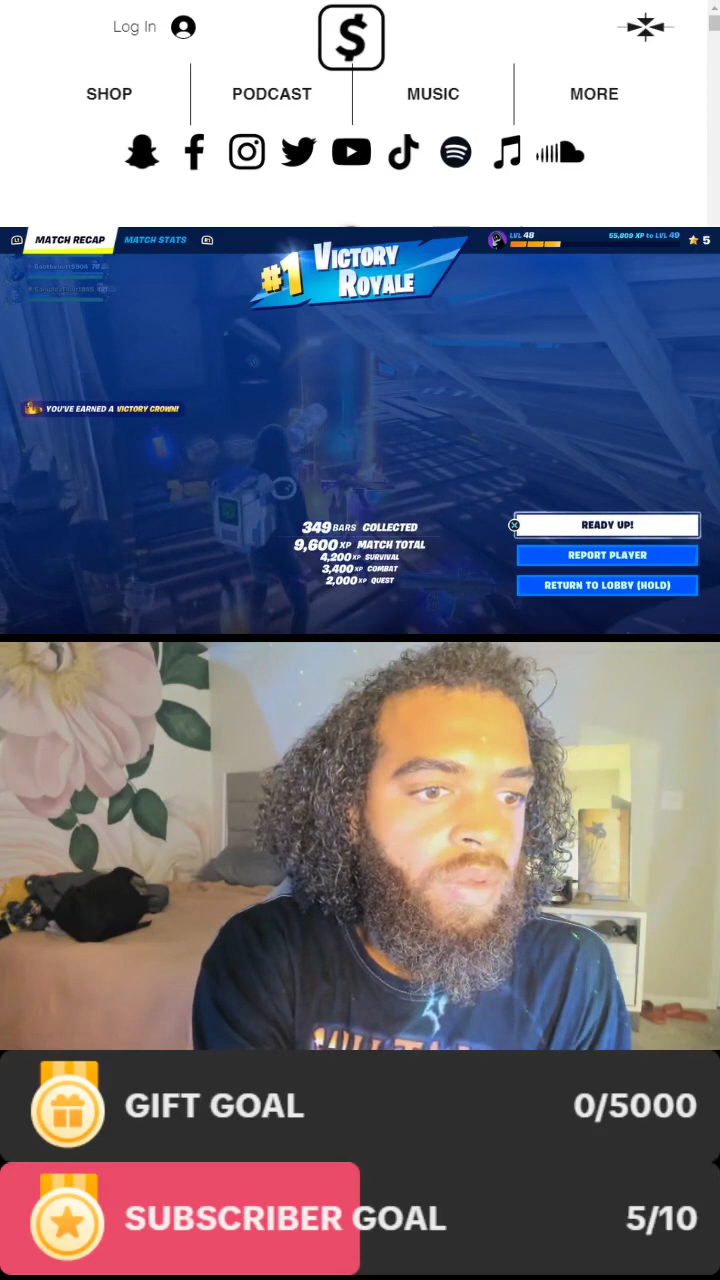 Log In
$
SHOP
PODCAST
MUSIC
MORE
MATCH RECAP
MATCH STATS
LVL 48
55,809 XP to LVL 49
5
#1 VICTORY
ROYALE
YOU'VE EARNED A VICTORY CROWN!
349 BARS COLLECTED
9,600 XP MATCH TOTAL
4,200 XP SURVIVAL
3,400 XP COMBAT
2,000 XP QUEST
READY UP!
REPORT PLAYER
RETURN TO LOBBY (HOLD)
GIFT GOAL
0/5000
SUBSCRIBER GOAL
5/10